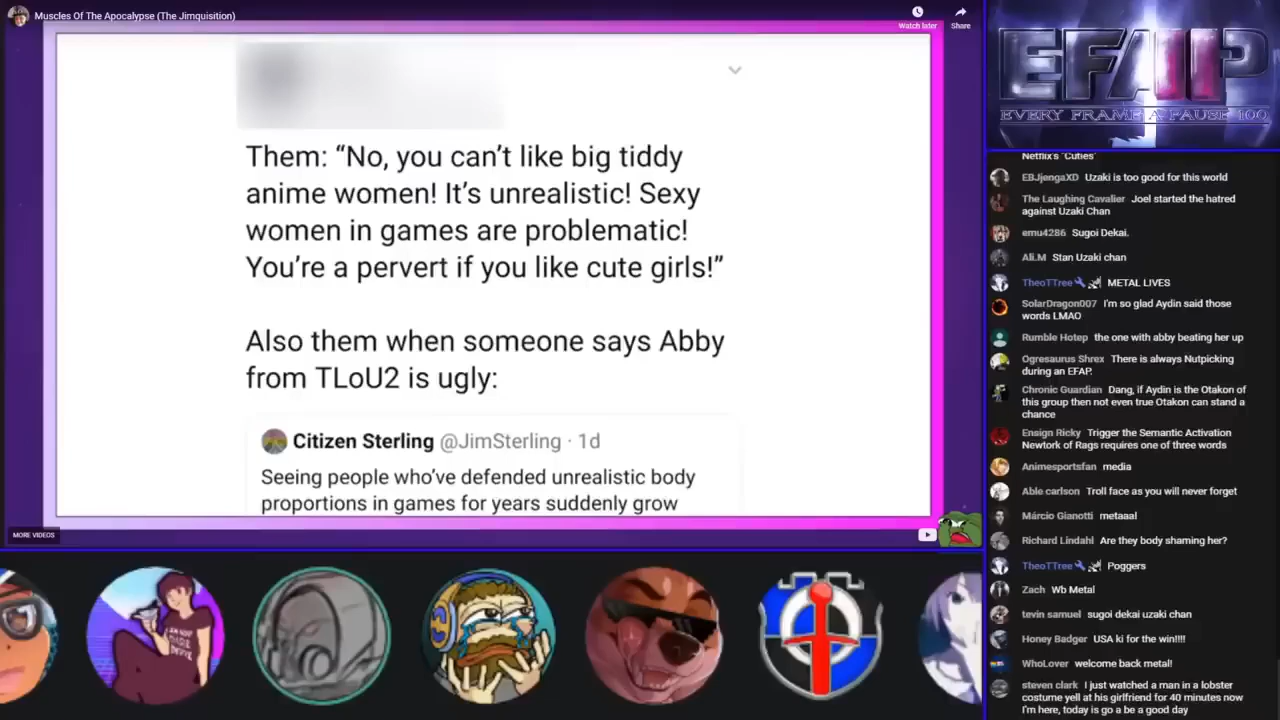 Muscles Of The Apocalypse (The Jimquisition)
Watch later
Share
Them: “No, you can’t like big tiddy
anime women! It’s unrealistic! Sexy
women in games are problematic!
You’re a pervert if you like cute girls!”
Also them when someone says Abby
from TLoU2 is ugly:
Citizen Sterling @JimSterling · 1d
Seeing people who’ve defended unrealistic body
proportions in games for years suddenly grow
MORE VIDEOS
EFAP
EVERY FRAME A PAUSE 100
Netflix's 'Cuties'
EBJjengaXD Uzaki is too good for this world
The Laughing Cavalier Joel started the hatred
against Uzaki Chan
emu4286 Sugoi Dekai.
Ali.M Stan Uzaki chan
TheoTTree METAL LIVES
SolarDragon007 I'm so glad Aydin said those
words LMAO
Rumble Hotep the one with abby beating her up
Ogresaurus Shrex There is always Nutpicking
during an EFAP.
Chronic Guardian Dang, if Aydin is the Otakon of
this group then not even true Otakon can stand a
chance
Ensign Ricky Trigger the Semantic Activation
Newtork of Rags requires one of three words
Animesportsfan media
Able carlson Troll face as you will never forget
Márcio Gianotti metaaal
Richard Lindahl Are they body shaming her?
TheoTTree Poggers
Zach Wb Metal
tevin samuel sugoi dekai uzaki chan
Honey Badger USA ki for the win!!!!
WhoLover welcome back metal!
steven clark I just watched a man in a lobster
costume yell at his girlfriend for 40 minutes now
I'm here, today is go a be a good day